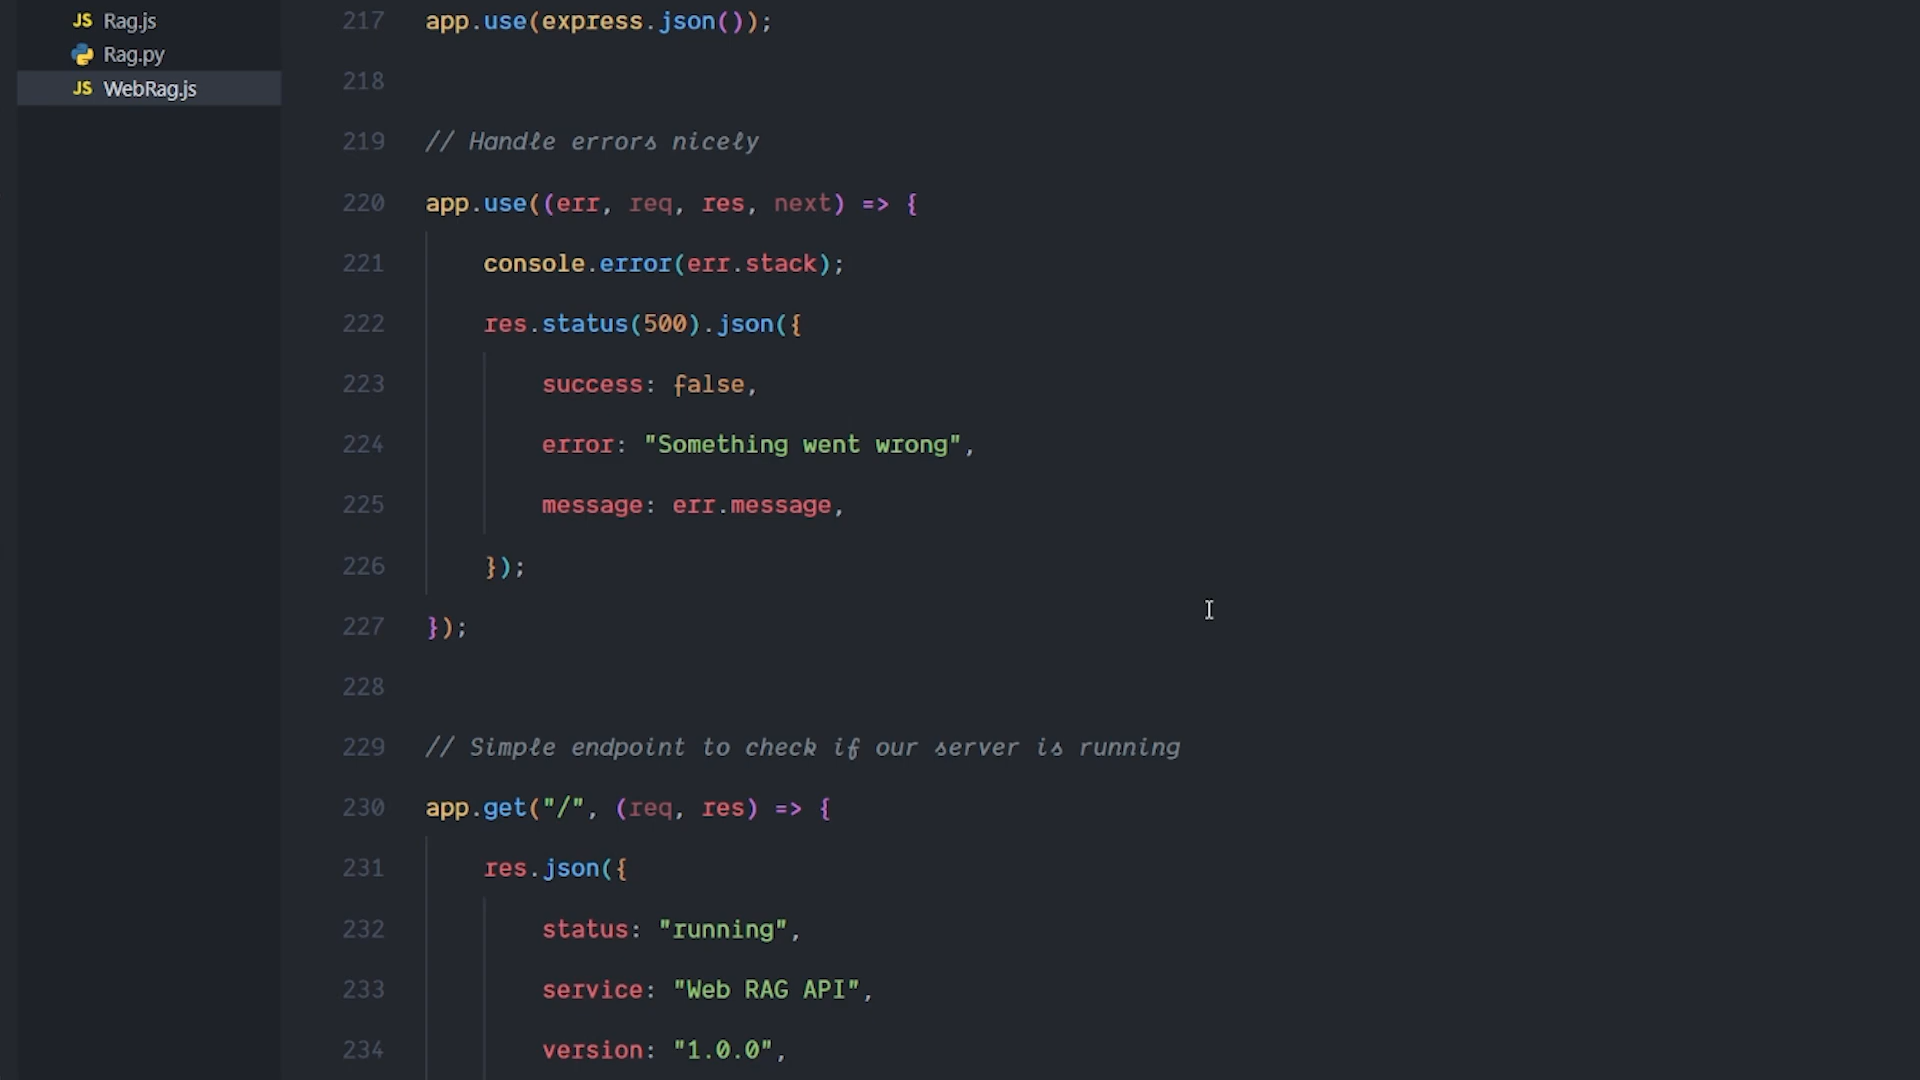 JS Rag.js
Rag.py
JS WebRag.js
217 app.use(express.json());
218
219 // Handle errors nicely
220 app.use((err, req, res, next) => {
221 console.error(err.stack);
222 res.status(500).json({
223 success: false,
224 error: "Something went wrong",
225 message: err.message,
226 });
227 });
228
229 // Simple endpoint to check if our server is running
230 app.get("/", (req, res) => {
231 res.json({
232 status: "running",
233 service: "Web RAG API",
234 version: "1.0.0",